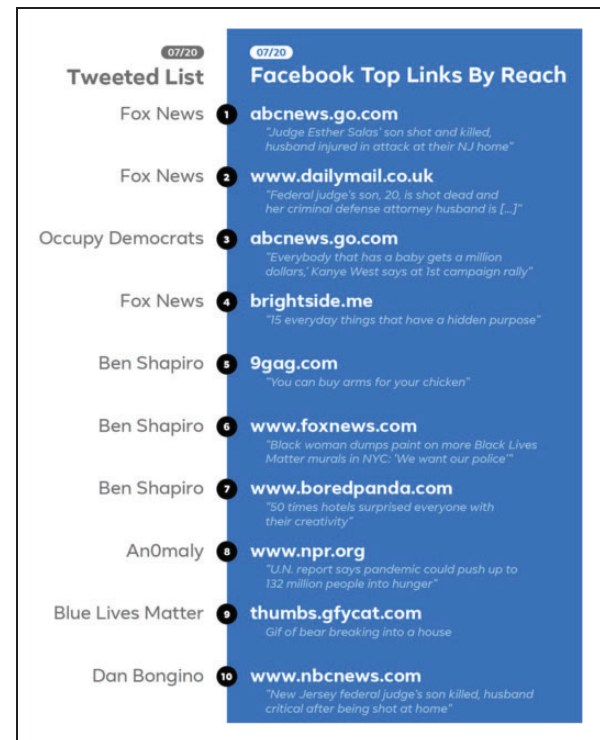 07/20
Tweeted List
07/20
Facebook Top Links By Reach
Fox News 1 abcnews.go.com
"Judge Esther Salas' son shot and killed,
husband injured in attack at their NJ home"
Fox News 2 www.dailymail.co.uk
"Federal judge's son, 20, is shot dead and
her criminal defense attorney husband is [...]"
Occupy Democrats 3 abcnews.go.com
"Everybody that has a baby gets a million
dollars,' Kanye West says at 1st campaign rally"
Fox News 4 brightside.me
"15 everyday things that have a hidden purpose"
Ben Shapiro 5 9gag.com
"You can buy arms for your chicken"
Ben Shapiro 6 www.foxnews.com
"Black woman dumps paint on more Black Lives
Matter murals in NYC: 'We want our police'"
Ben Shapiro 7 www.boredpanda.com
"50 times hotels surprised everyone with
their creativity"
An0maly 8 www.npr.org
"U.N. report says pandemic could push up to
132 million people into hunger"
Blue Lives Matter 9 thumbs.gfycat.com
Gif of bear breaking into a house
Dan Bongino 10 www.nbcnews.com
"New Jersey federal judge's son killed, husband
critical after being shot at home"